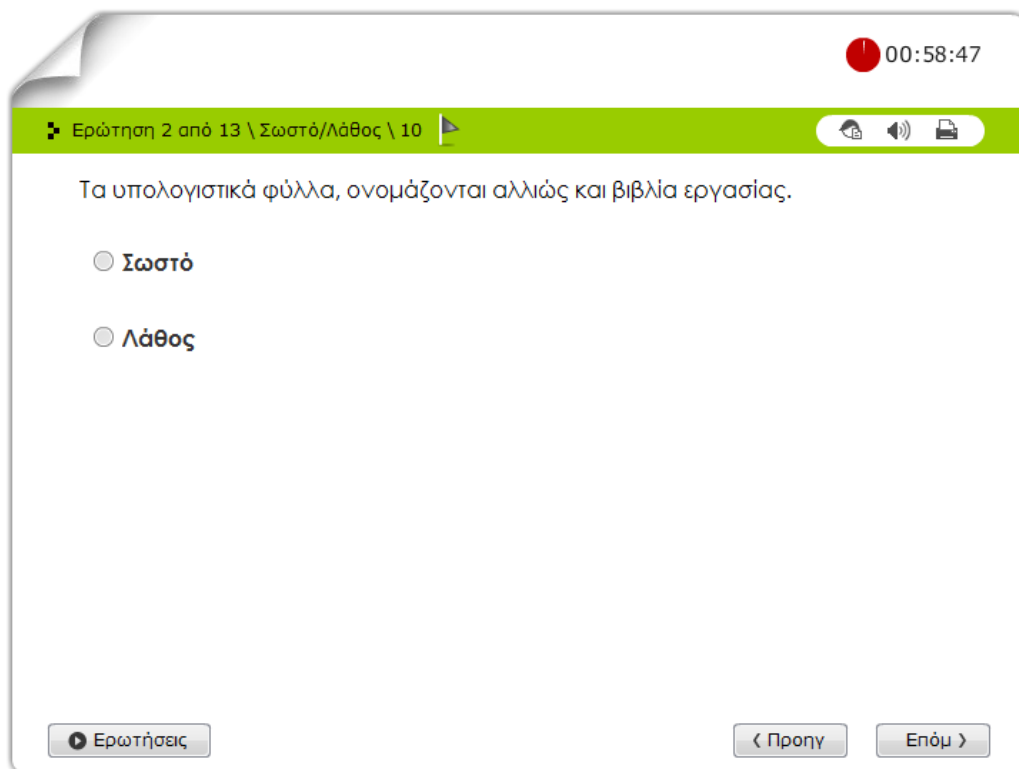 00:58:47
Ερώτηση 2 από 13 \ Σωστό/Λάθος \ 10
Τα υπολογιστικά φύλλα, ονομάζονται αλλιώς και βιβλία εργασίας.
Σωστό
Λάθος
Ερωτήσεις
Προηγ
Επόμ